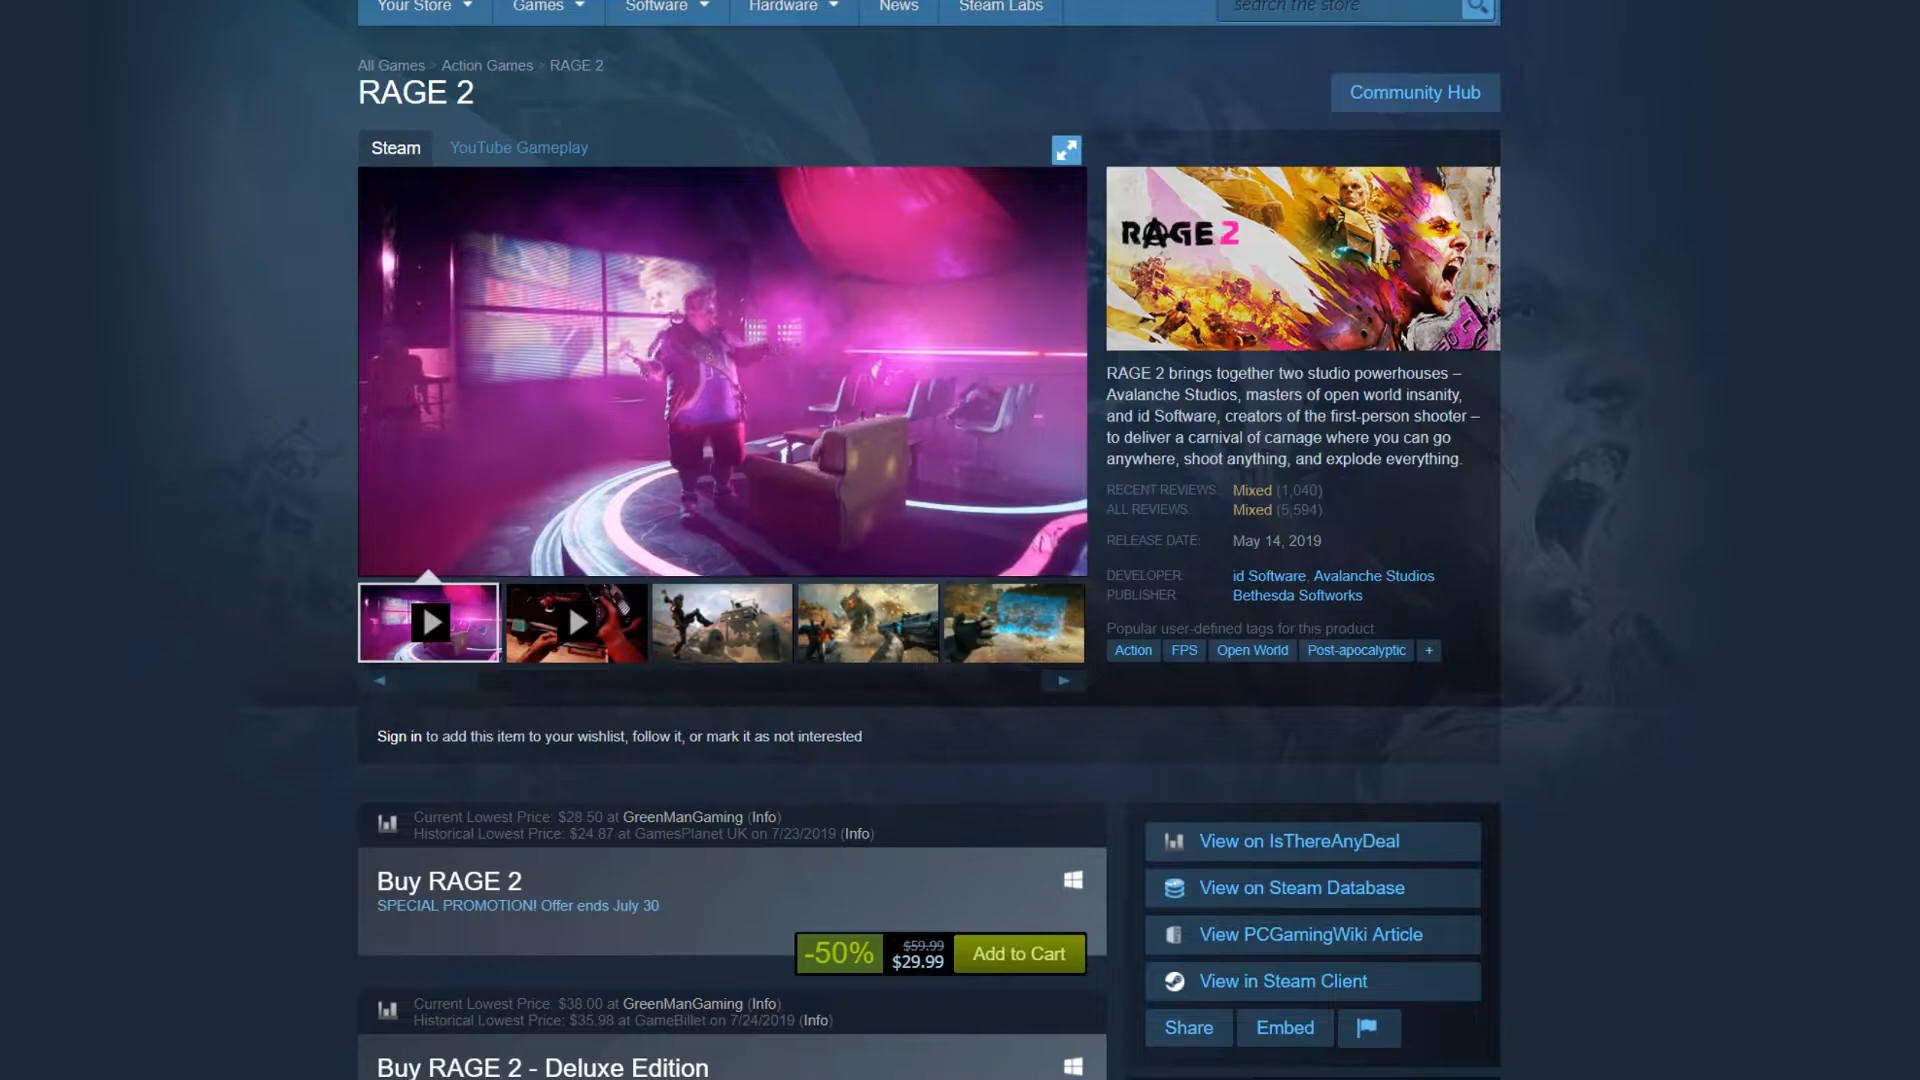 Your Store
Games
Software
Hardware
News
Steam Labs
search the store
All Games > Action Games > RAGE 2
RAGE 2
Community Hub
Steam
YouTube Gameplay
RAGE 2
RAGE 2 brings together two studio powerhouses –
Avalanche Studios, masters of open world insanity,
and id Software, creators of the first-person shooter –
to deliver a carnival of carnage where you can go
anywhere, shoot anything, and explode everything.
RECENT REVIEWS: Mixed (1,040)
ALL REVIEWS: Mixed (5,594)
RELEASE DATE: May 14, 2019
DEVELOPER: id Software, Avalanche Studios
PUBLISHER: Bethesda Softworks
Popular user-defined tags for this product
Action
FPS
Open World
Post-apocalyptic
+
Sign in to add this item to your wishlist, follow it, or mark it as not interested
Current Lowest Price: $28.50 at GreenManGaming (Info)
Historical Lowest Price: $24.87 at GamesPlanet UK on 7/23/2019 (Info)
Buy RAGE 2
SPECIAL PROMOTION! Offer ends July 30
-50%
$59.99
$29.99
Add to Cart
Current Lowest Price: $38.00 at GreenManGaming (Info)
Historical Lowest Price: $35.98 at GameBillet on 7/24/2019 (Info)
Buy RAGE 2 - Deluxe Edition
View on IsThereAnyDeal
View on Steam Database
View PCGamingWiki Article
View in Steam Client
Share
Embed